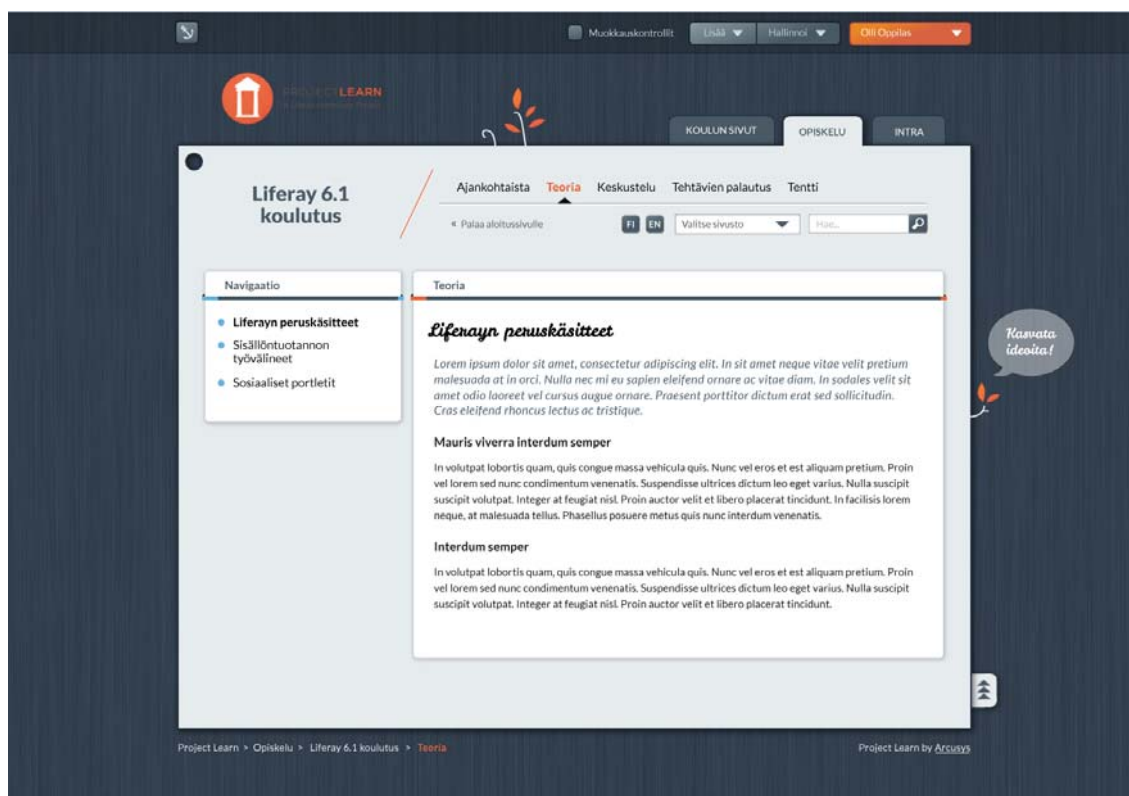 Muokkauskontrollit Lisää Hallinnoi Olli Oppilas
PROJECTLEARN
KOULUN SIVUT OPISKELU INTRA
Liferay 6.1
koulutus
Ajankohtaista Teoria Keskustelu Tehtävien palautus Tentti
« Palaa aloitussivulle FI EN Valitse sivusto Hae...
Navigaatio
Liferayn peruskäsitteet
Sisällöntuotannon
työvälineet
Sosiaaliset portletit
Teoria
Liferayn peruskäsitteet
Lorem ipsum dolor sit amet, consectetur adipiscing elit. In sit amet neque vitae velit pretium
malesuada at in orci. Nulla nec mi eu sapien eleifend ornare ac vitae diam. In sodales velit sit
amet odio laoreet vel cursus augue ornare. Praesent porttitor dictum erat sed sollicitudin.
Cras eleifend rhoncus lectus ac tristique.
Mauris viverra interdum semper
In volutpat lobortis quam, quis congue massa vehicula quis. Nunc vel eros et est aliquam pretium. Proin
vel lorem sed nunc condimentum venenatis. Suspendisse ultrices dictum leo eget varius. Nulla suscipit
suscipit volutpat. Integer at feugiat nisl. Proin auctor velit et libero placerat tincidunt. In facilisis lorem
neque, at malesuada tellus. Phasellus posuere metus quis nunc interdum venenatis.
Interdum semper
In volutpat lobortis quam, quis congue massa vehicula quis. Nunc vel eros et est aliquam pretium. Proin
vel lorem sed nunc condimentum venenatis. Suspendisse ultrices dictum leo eget varius. Nulla suscipit
suscipit volutpat. Integer at feugiat nisl. Proin auctor velit et libero placerat tincidunt.
Kasvata
ideoita!
Project Learn > Opiskelu > Liferay 6.1 koulutus > Teoria
Project Learn by Arcusys